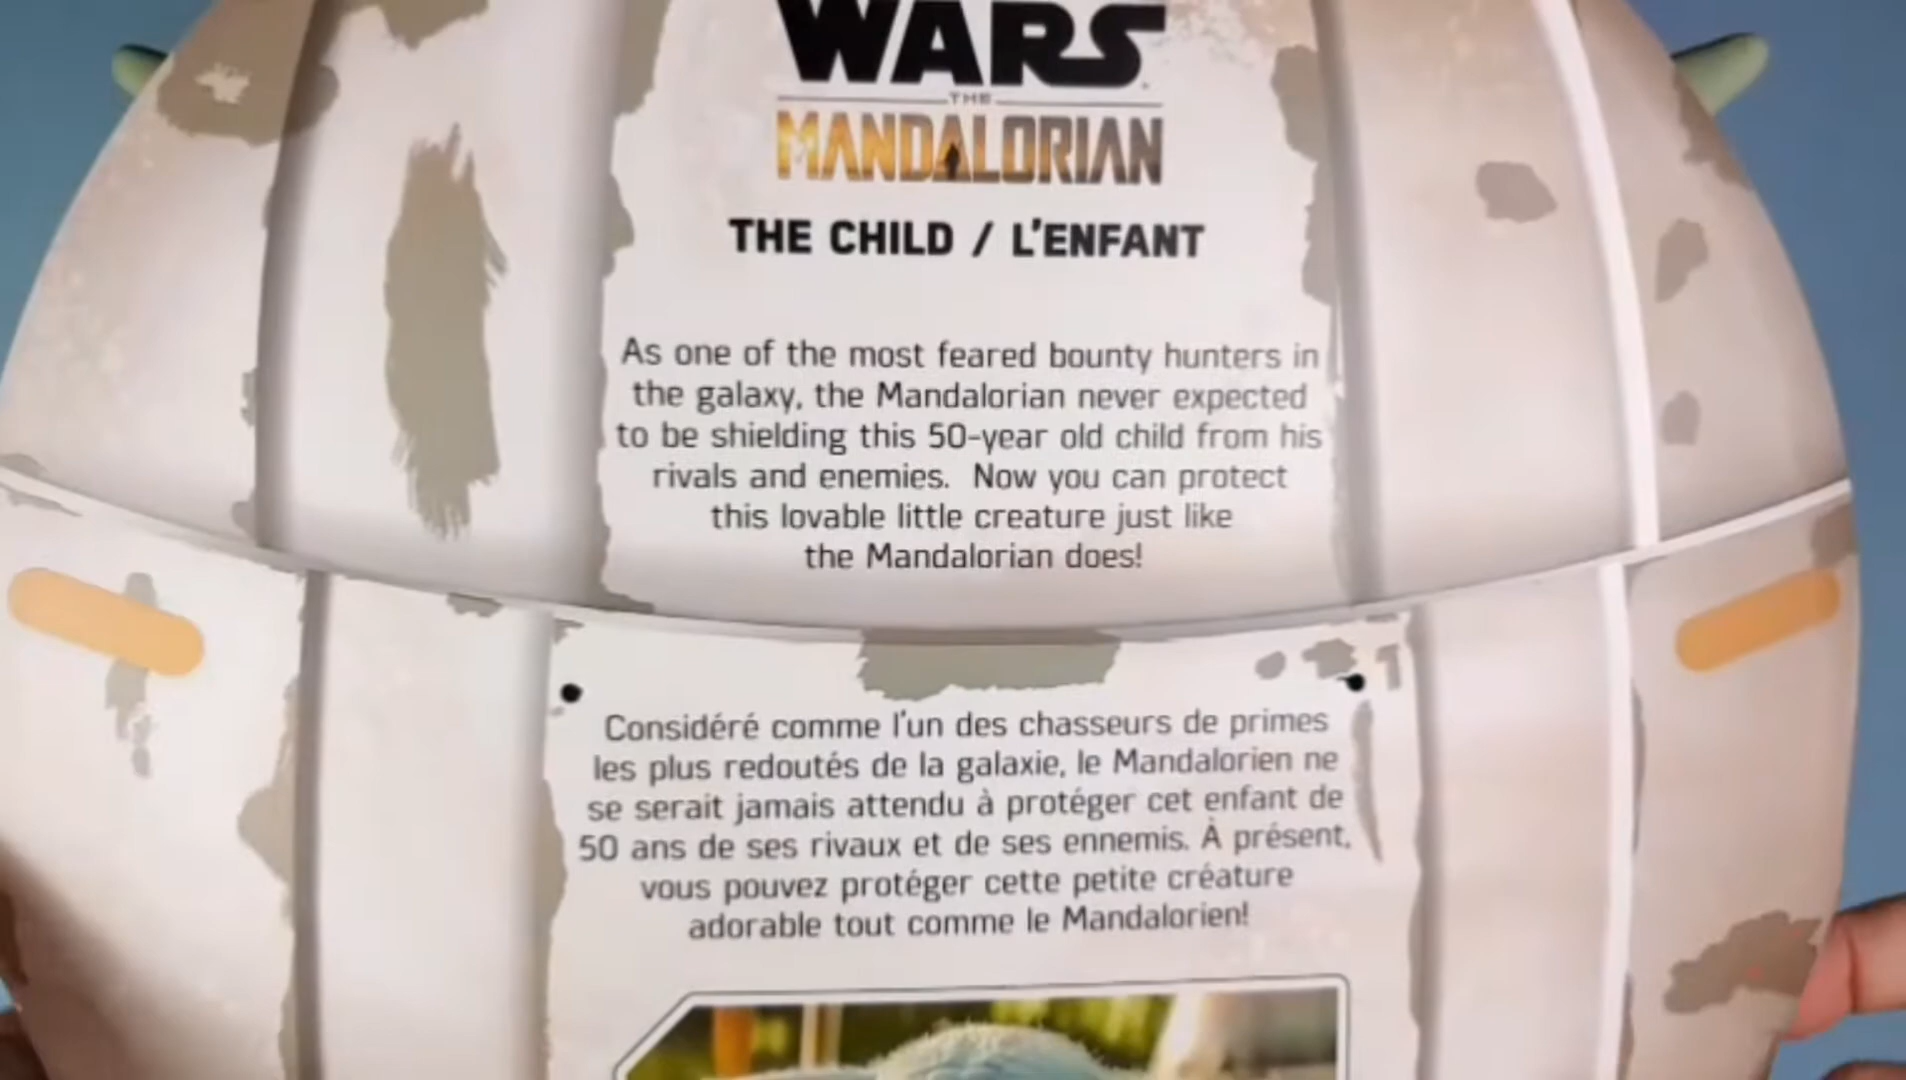 WARS
THE
MANDALORIAN
THE CHILD / L'ENFANT
As one of the most feared bounty hunters in
the galaxy, the Mandalorian never expected
to be shielding this 50-year old child from his
rivals and enemies. Now you can protect
this lovable little creature just like
the Mandalorian does!
Considéré comme l'un des chasseurs de primes
les plus redoutés de la galaxie, le Mandalorien ne
se serait jamais attendu à protéger cet enfant de
50 ans de ses rivaux et de ses ennemis. À présent,
vous pouvez protéger cette petite créature
adorable tout comme le Mandalorien!